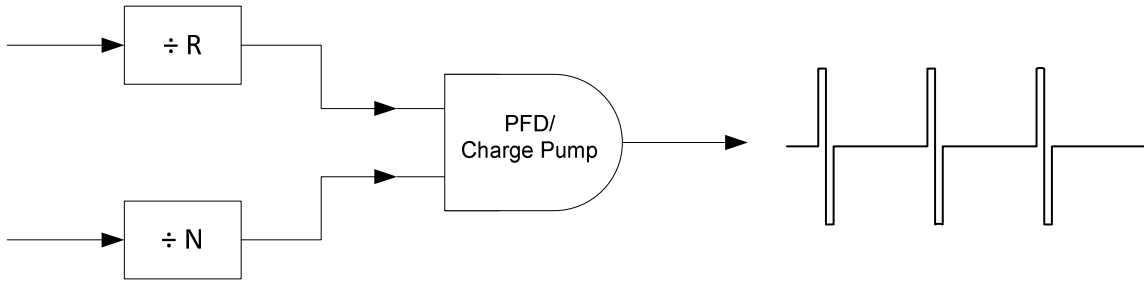 ÷ R
PFD/
Charge Pump
÷ N